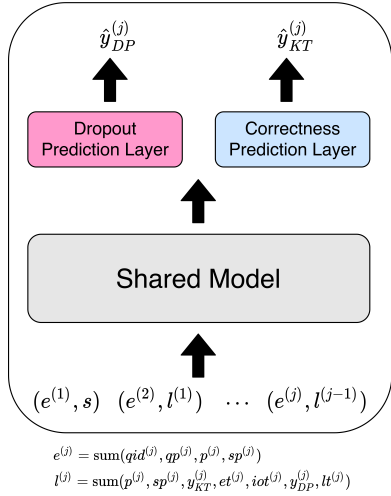 ŷ_{DP}^{(j)} ŷ_{KT}^{(j)}
Dropout Prediction Layer
Correctness Prediction Layer
Shared Model
(e^{(1)}, s) (e^{(2)}, l^{(1)}) ⋯ (e^{(j)}, l^{(j-1)})
e^{(j)} = sum(qid^{(j)}, qp^{(j)}, p^{(j)}, sp^{(j)})
l^{(j)} = sum(p^{(j)}, sp^{(j)}, y_{KT}^{(j)}, et^{(j)}, iot^{(j)}, y_{DP}^{(j)}, lt^{(j)})